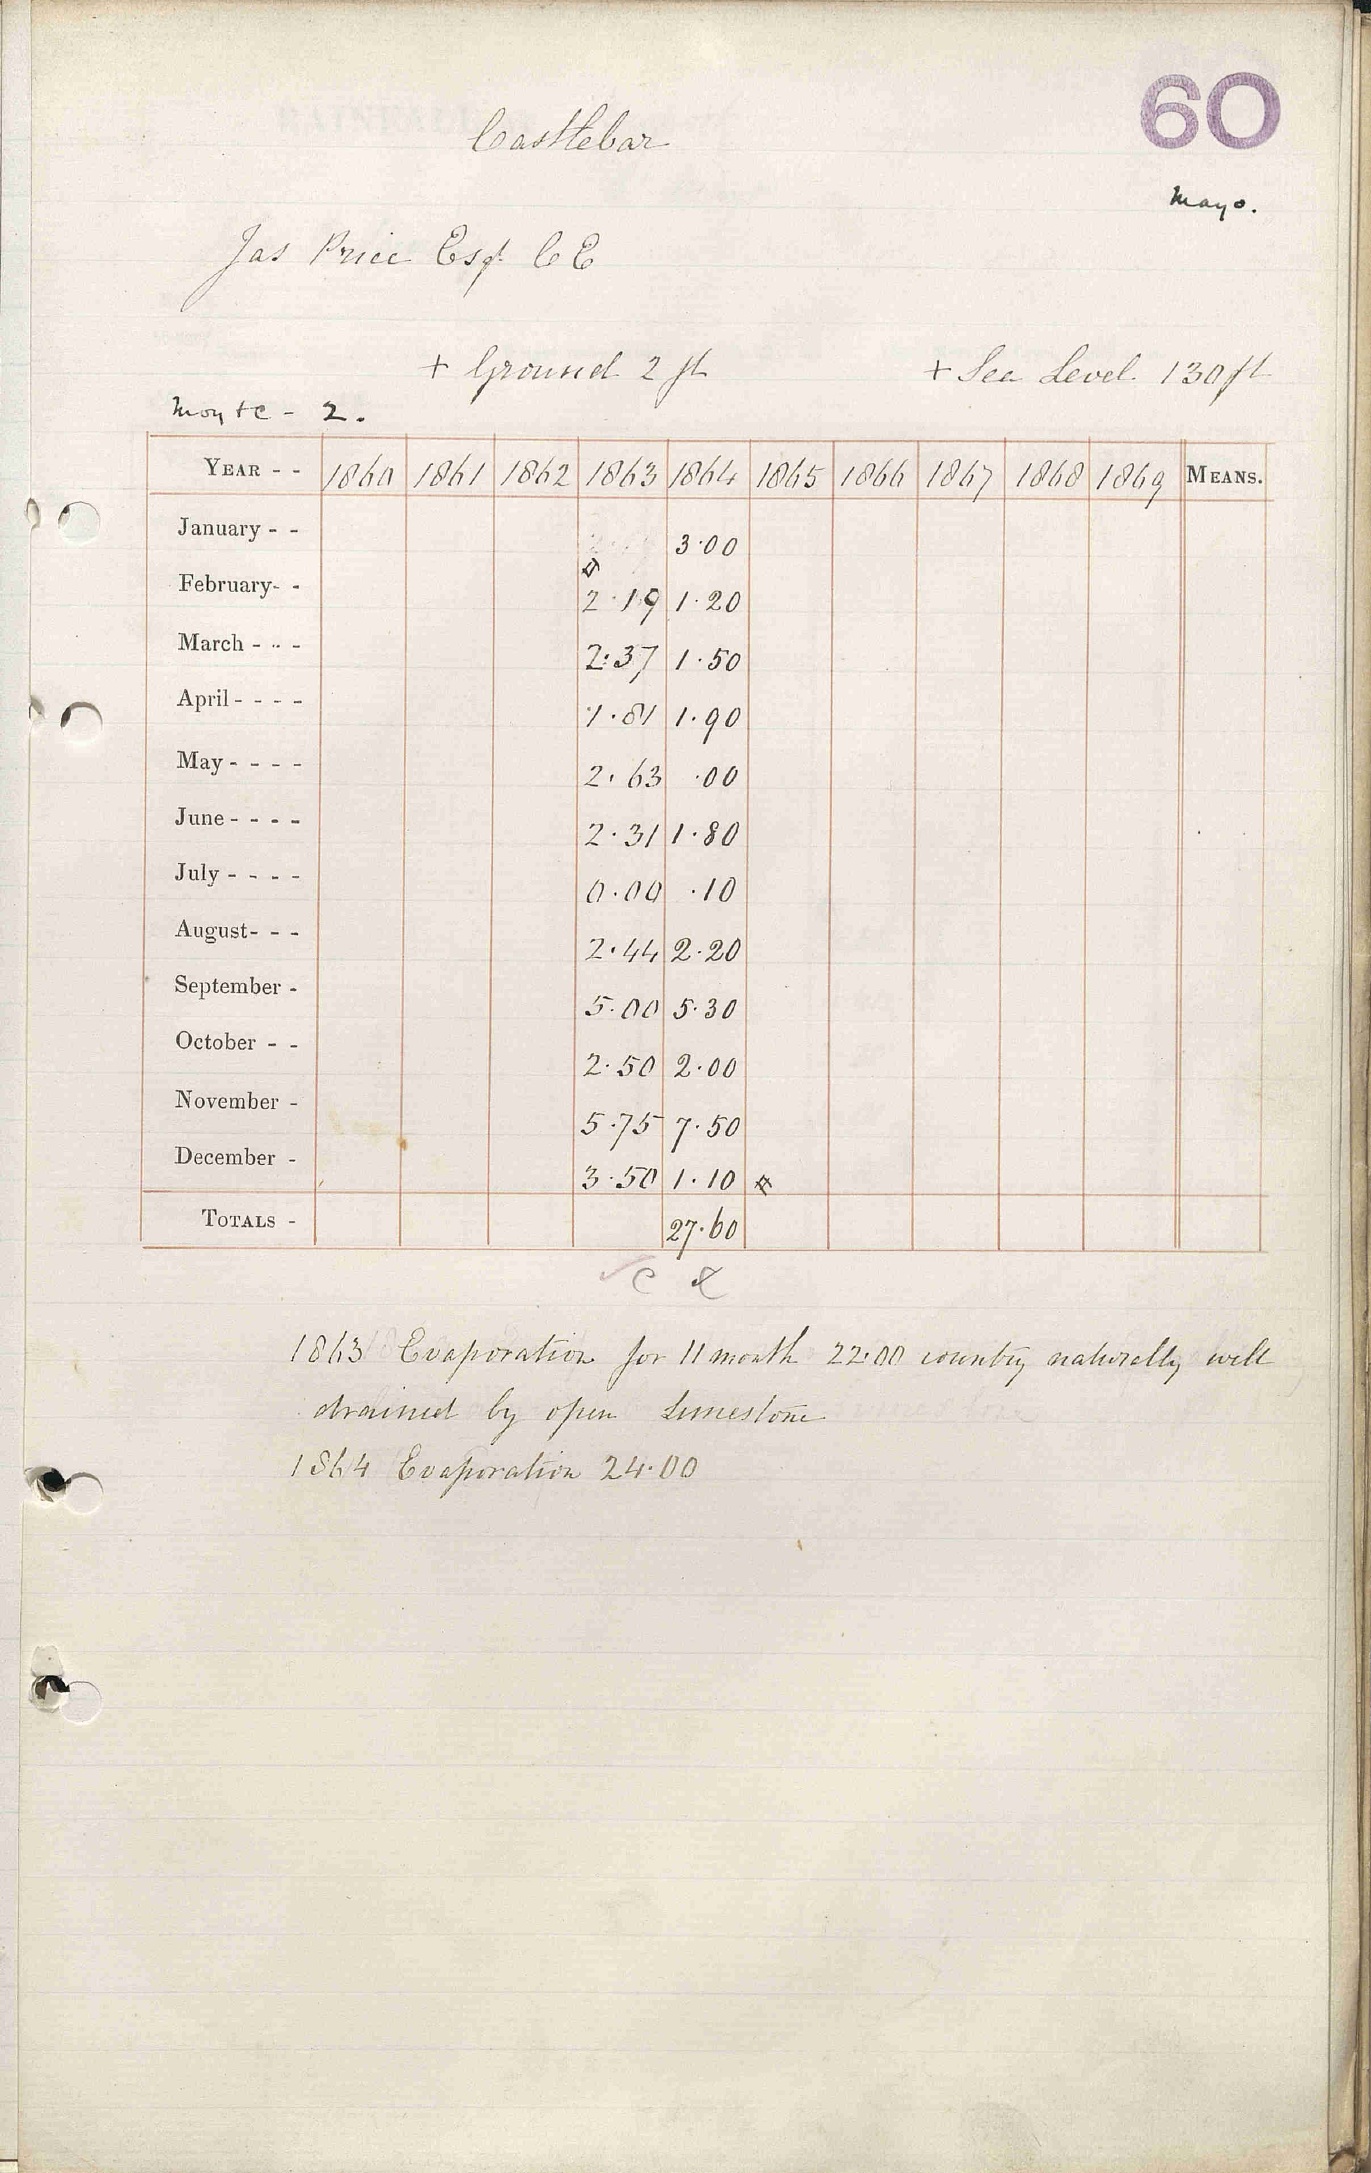 60
Castlebar
Mayo.
Jas Price Esq. C E
+ Ground 2 ft + Sea Level 130 ft
2.
YEAR - - 1860 1861 1862 1863 1864 1865 1866 1867 1868 1869 MEANS.
January - - 3.00
February- - 2.19 1.20
March - - - 2.37 1.50
April - - - - 1.81 1.90
May - - - - 2.63 .00
June - - - - 2.31 1.80
July - - - - 0.00 .10
August- - - 2.44 2.20
September - 5.00 5.30
October - - 2.50 2.00
November - 5.75 7.50
December - 3.50 1.10
TOTALS - 27.60
1863 Evaporation for 11 month 22.00 country naturally well
drained by open Limestone
1864 Evaporation 24.00